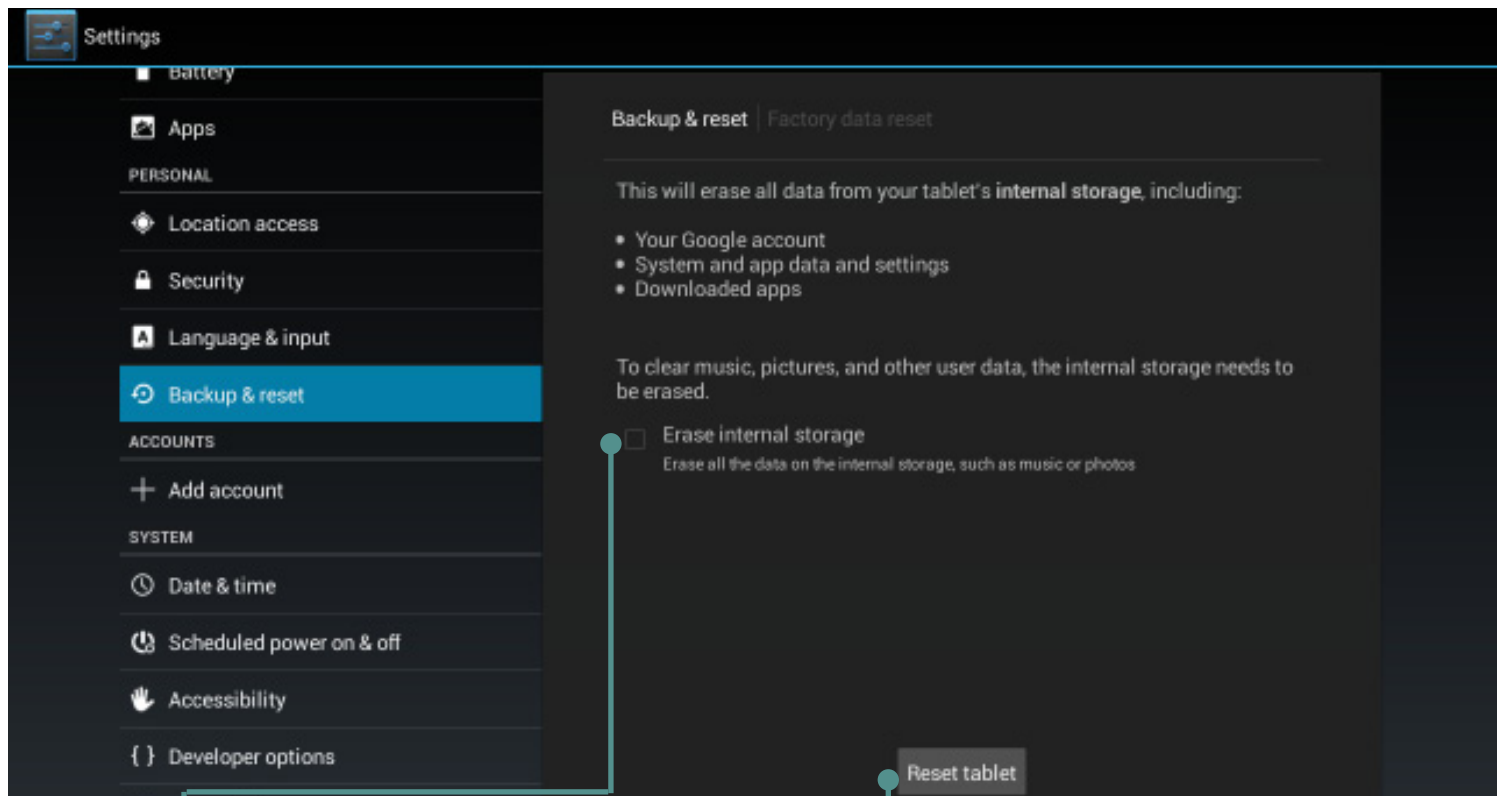 Settings
Battery
Apps
PERSONAL
Location access
Security
Language & input
Backup & reset
ACCOUNTS
Add account
SYSTEM
Date & time
Scheduled power on & off
Accessibility
{ } Developer options
Backup & reset | Factory data reset
This will erase all data from your tablet's internal storage, including:
• Your Google account
• System and app data and settings
• Downloaded apps
To clear music, pictures, and other user data, the internal storage needs to
be erased.
Erase internal storage
Erase all the data on the internal storage, such as music or photos
Reset tablet